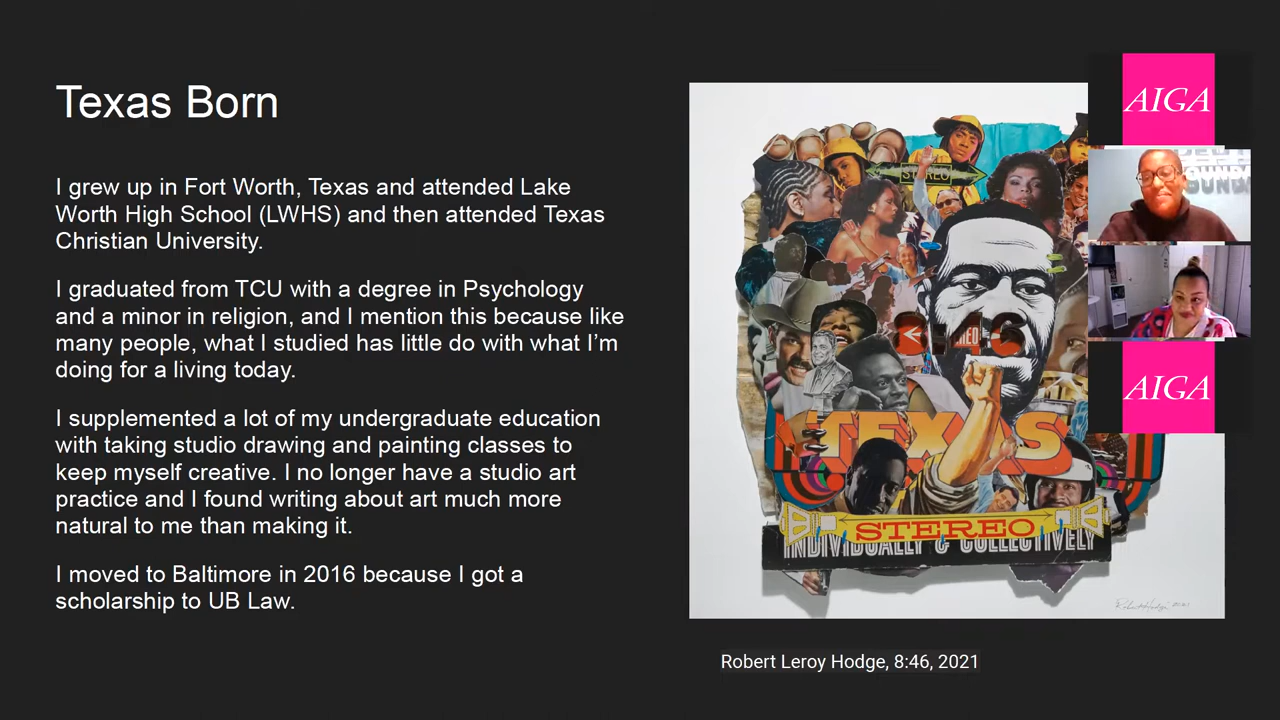 Texas Born
I grew up in Fort Worth, Texas and attended Lake
Worth High School (LWHS) and then attended Texas
Christian University.
I graduated from TCU with a degree in Psychology
and a minor in religion, and I mention this because like
many people, what I studied has little do with what I’m
doing for a living today.
I supplemented a lot of my undergraduate education
with taking studio drawing and painting classes to
keep myself creative. I no longer have a studio art
practice and I found writing about art much more
natural to me than making it.
I moved to Baltimore in 2016 because I got a
scholarship to UB Law.
STEREO
8:46
TEXAS
STEREO
INDIVIDUALLY & COLLECTIVELY
Robert Leroy Hodge, 8:46, 2021
AIGA
AIGA